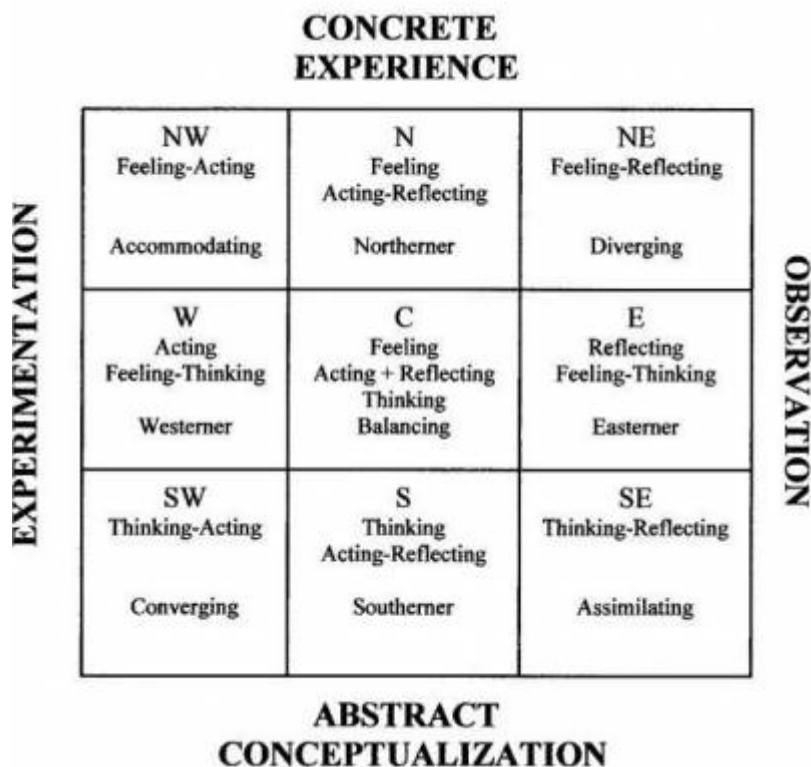 CONCRETE
EXPERIENCE
EXPERIMENTATION
NW
Feeling-Acting
Accommodating
N
Feeling
Acting-Reflecting
Northerner
NE
Feeling-Reflecting
Diverging
W
Acting
Feeling-Thinking
Westerner
C
Feeling
Acting + Reflecting
Thinking
Balancing
E
Reflecting
Feeling-Thinking
Easterner
SW
Thinking-Acting
Converging
S
Thinking
Acting-Reflecting
Southerner
SE
Thinking-Reflecting
Assimilating
OBSERVATION
ABSTRACT
CONCEPTUALIZATION